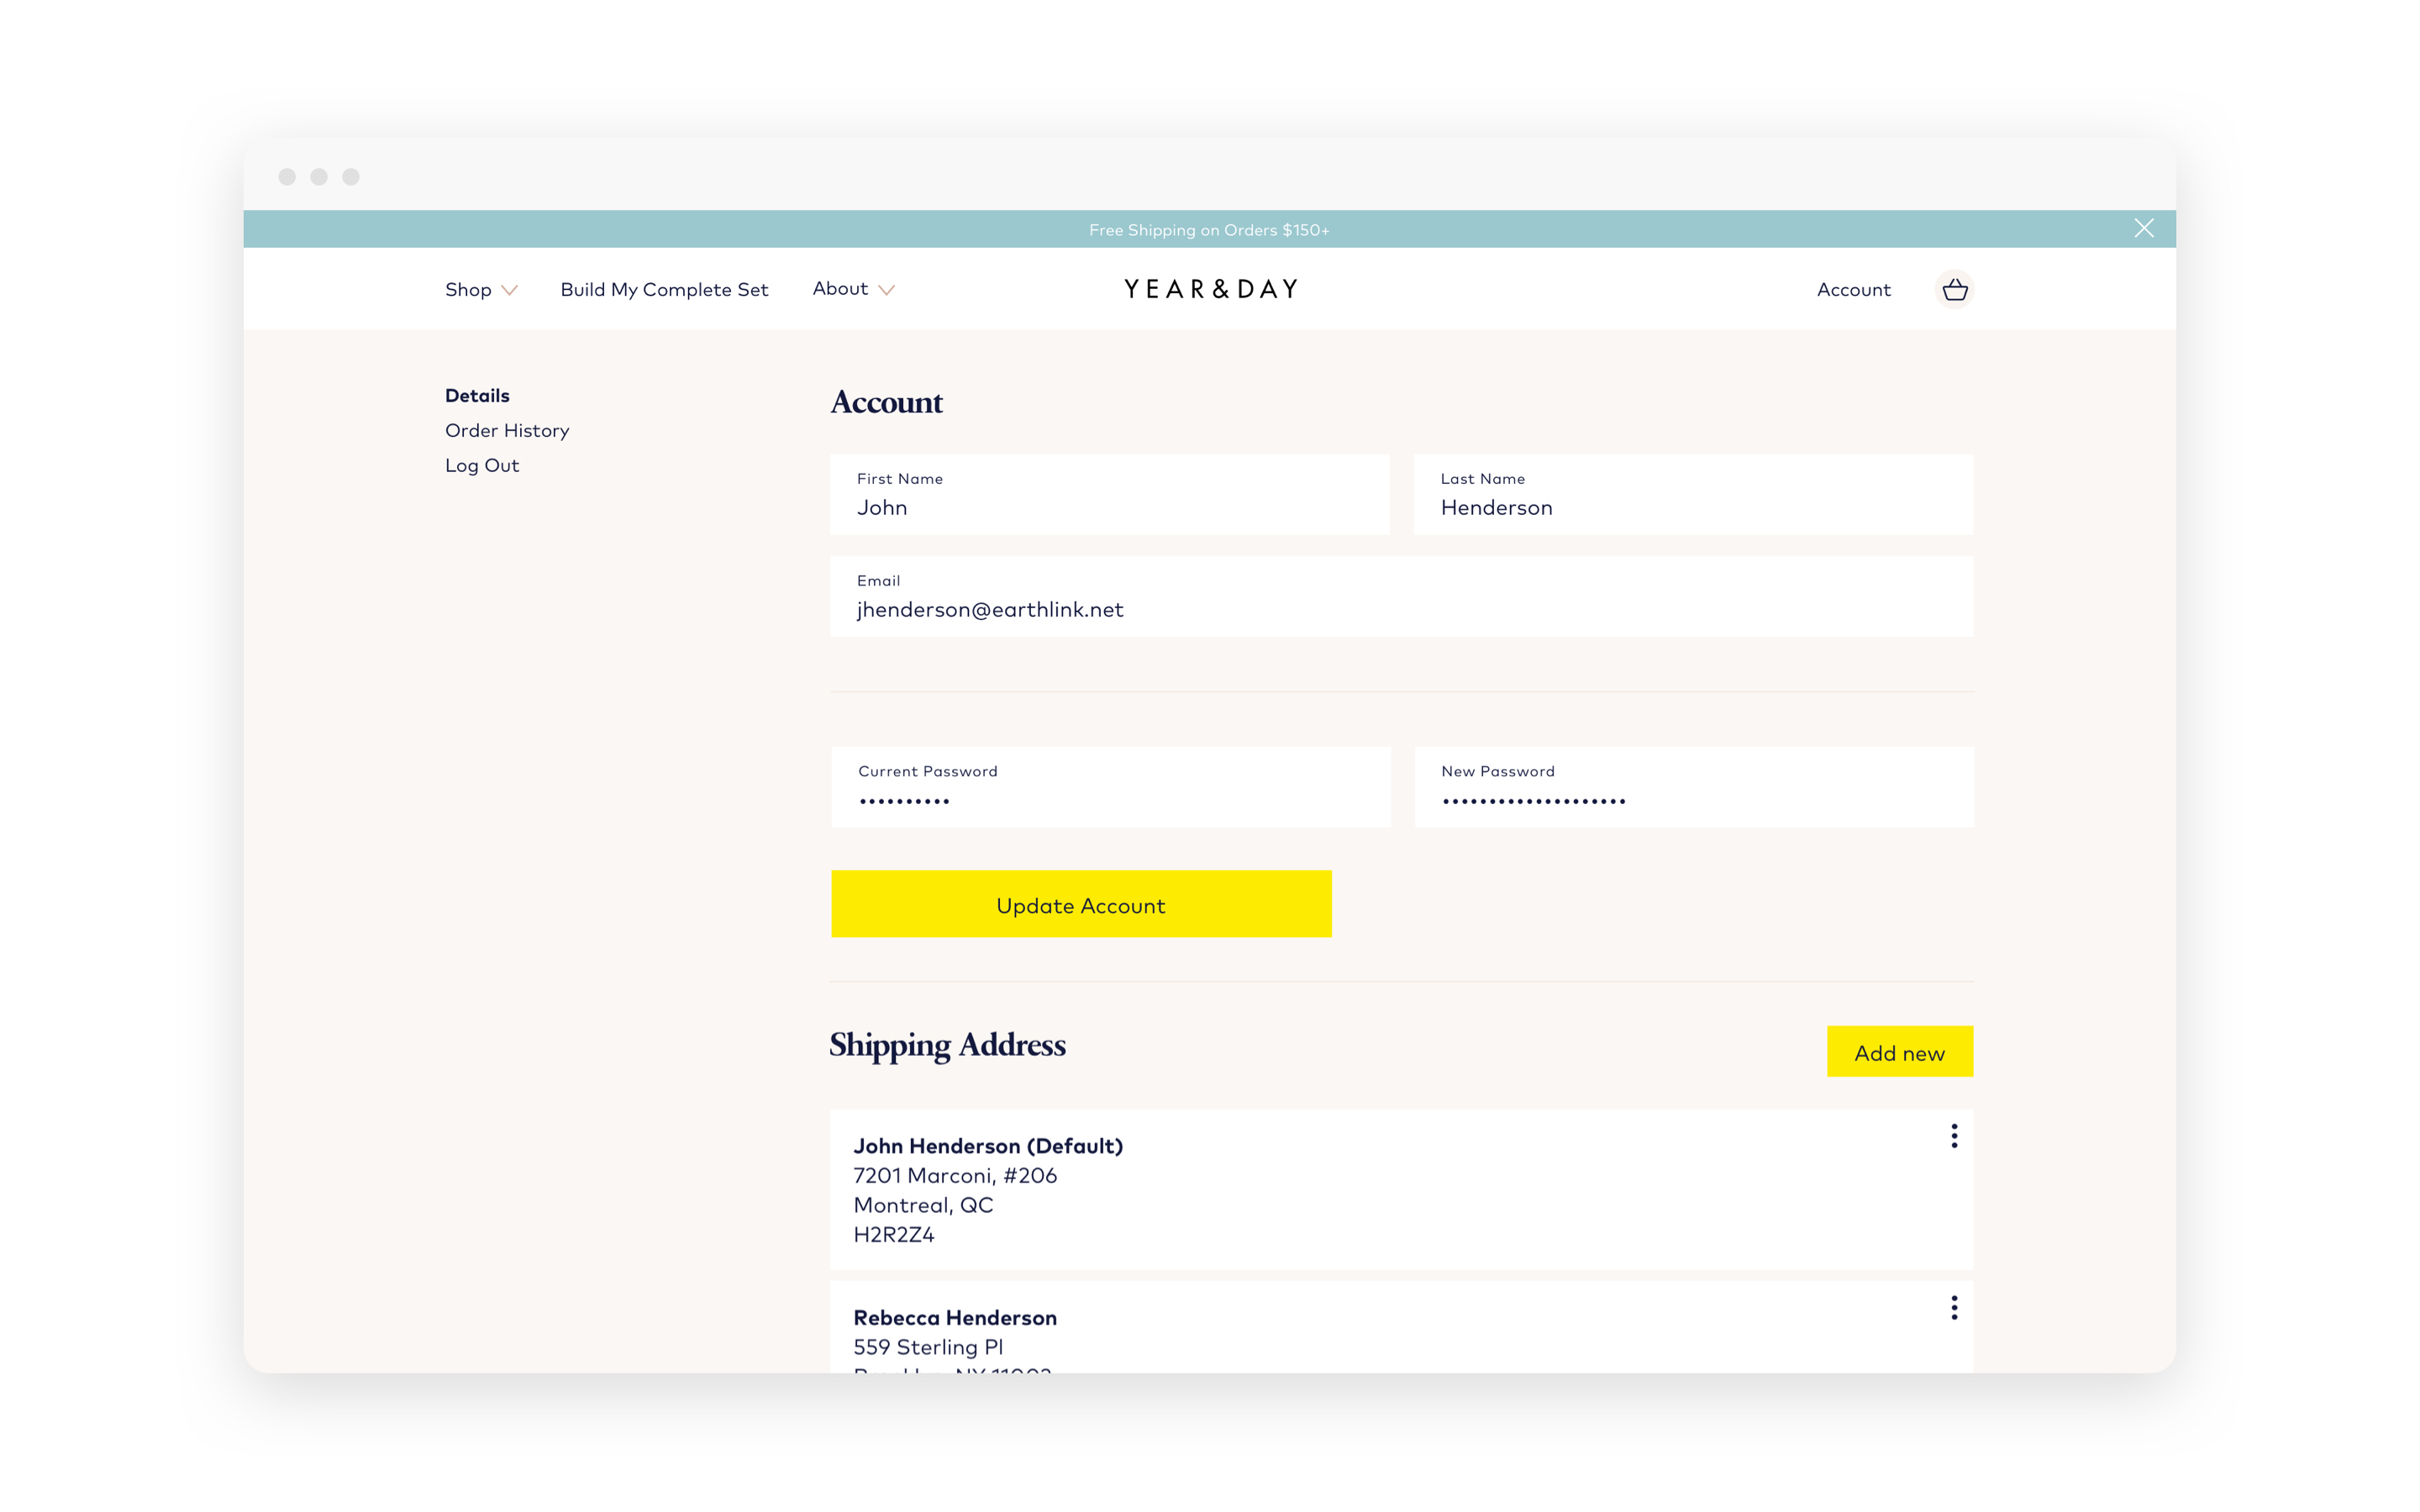 Free Shipping on Orders $150+
Shop
Build My Complete Set
About
YEAR&DAY
Account
Details
Order History
Log Out
Account
First Name
John
Last Name
Henderson
Email
jhenderson@earthlink.net
Current Password
••••••••••
New Password
••••••••••••••••••••
Update Account
Shipping Address
Add new
John Henderson (Default)
7201 Marconi, #206
Montreal, QC
H2R2Z4
Rebecca Henderson
559 Sterling Pl